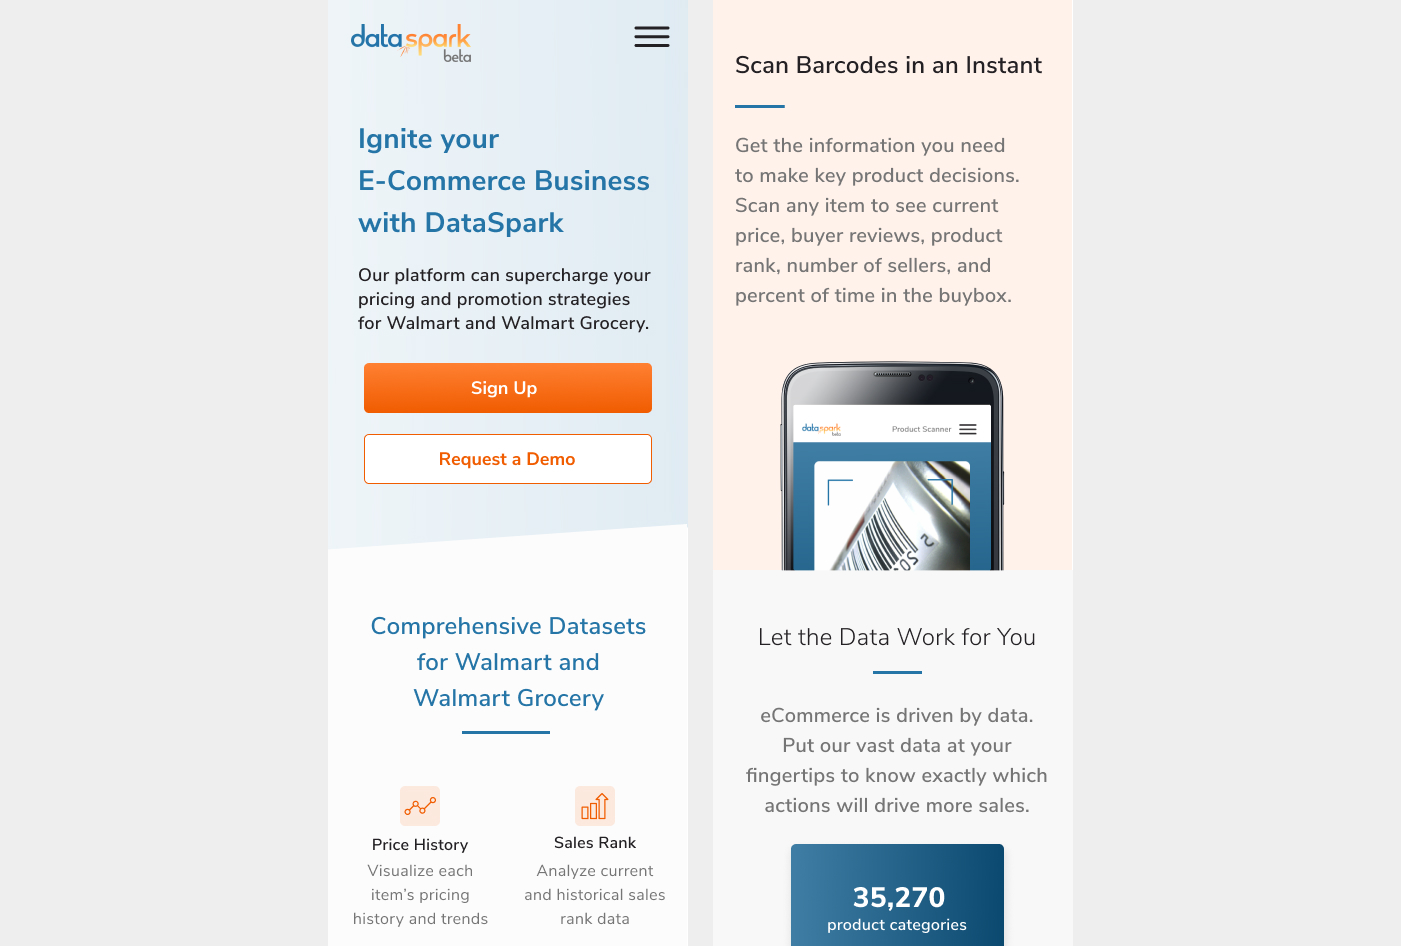 dataspark
beta
Ignite your
E-Commerce Business
with DataSpark
Our platform can supercharge your
pricing and promotion strategies
for Walmart and Walmart Grocery.
Sign Up
Request a Demo
Comprehensive Datasets
for Walmart and
Walmart Grocery
Price History
Visualize each
item's pricing
history and trends
Sales Rank
Analyze current
and historical sales
rank data
Scan Barcodes in an Instant
Get the information you need
to make key product decisions.
Scan any item to see current
price, buyer reviews, product
rank, number of sellers, and
percent of time in the buybox.
dataspark
beta
Product Scanner
Let the Data Work for You
eCommerce is driven by data.
Put our vast data at your
fingertips to know exactly which
actions will drive more sales.
35,270
product categories